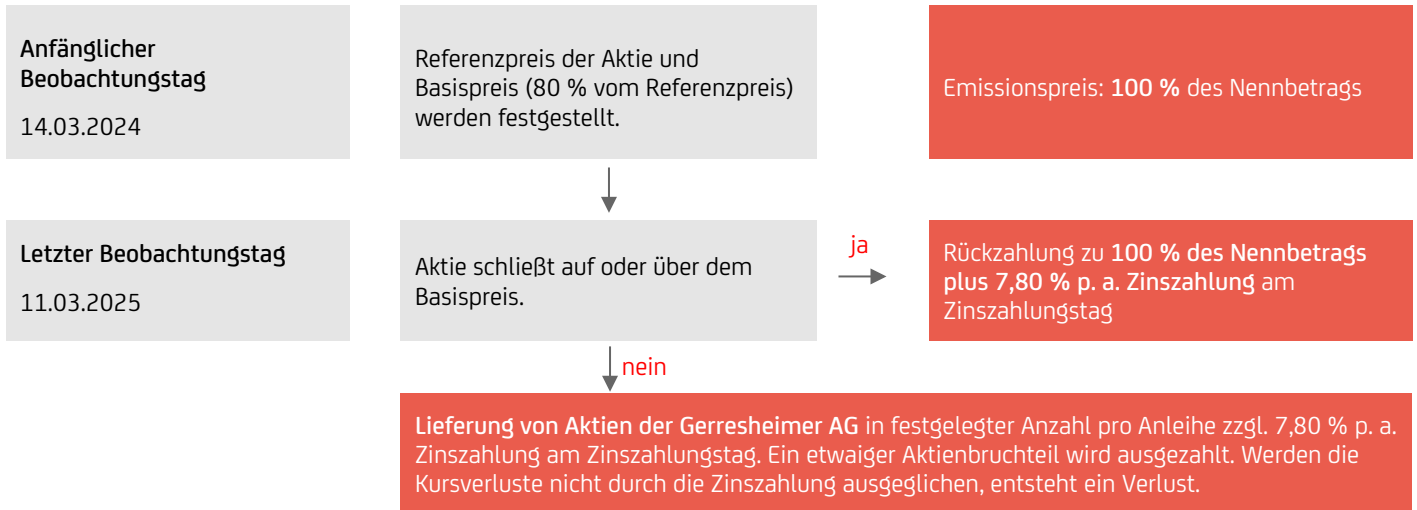 Anfänglicher
Beobachtungstag
14.03.2024
Referenzpreis der Aktie und
Basispreis (80 % vom Referenzpreis)
werden festgestellt.
Emissionspreis: 100 % des Nennbetrags
Letzter Beobachtungstag
11.03.2025
Aktie schließt auf oder über dem
Basispreis.
ja
Rückzahlung zu 100 % des Nennbetrags
plus 7,80 % p. a. Zinszahlung am
Zinszahlungstag
nein
Lieferung von Aktien der Gerresheimer AG in festgelegter Anzahl pro Anleihe zzgl. 7,80 % p. a.
Zinszahlung am Zinszahlungstag. Ein etwaiger Aktienbruchteil wird ausgezahlt. Werden die
Kursverluste nicht durch die Zinszahlung ausgeglichen, entsteht ein Verlust.